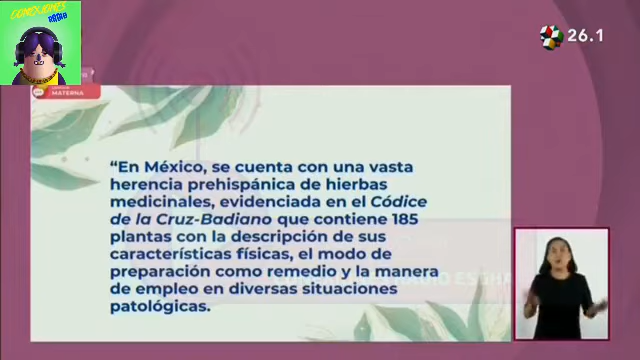 CONEXIONES
26.1
MATERNA
“En México, se cuenta con una vasta
herencia prehispánica de hierbas
medicinales, evidenciada en el Códice
de la Cruz-Badiano que contiene 185
plantas con la descripción de sus
características físicas, el modo de
preparación como remedio y la manera
de empleo en diversas situaciones
patológicas.